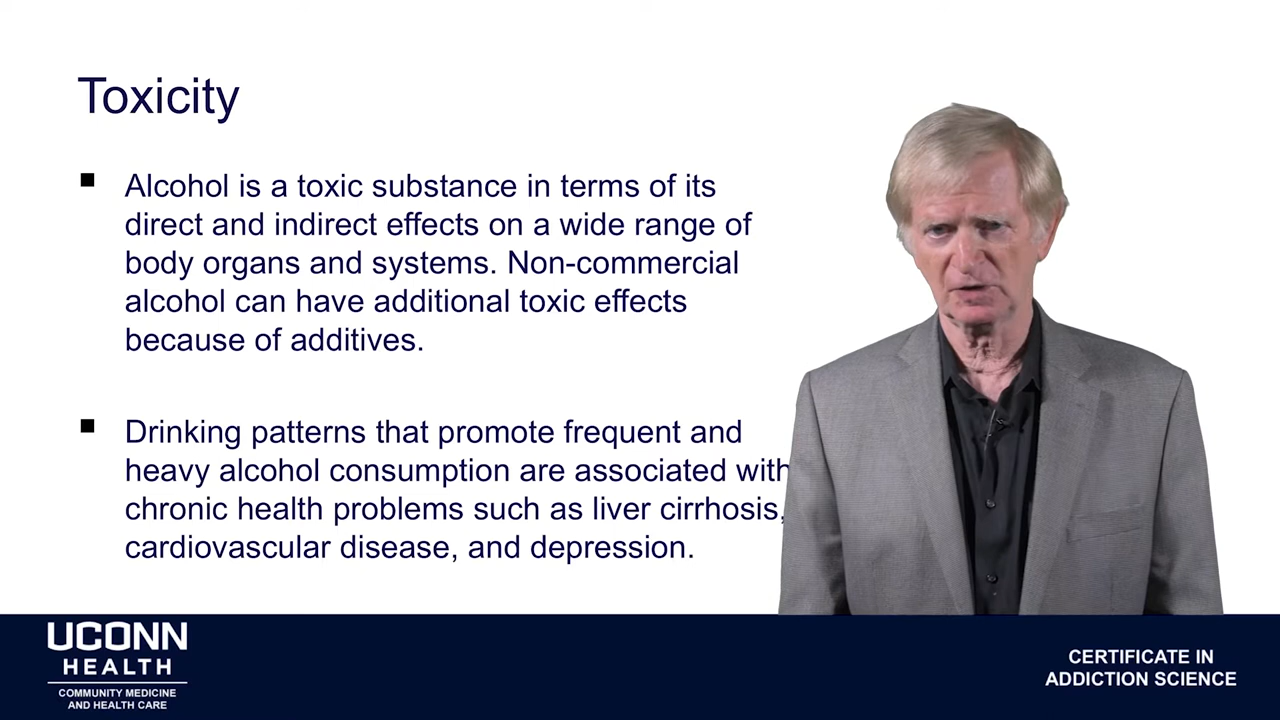 Toxicity
Alcohol is a toxic substance in terms of its
direct and indirect effects on a wide range of
body organs and systems. Non-commercial
alcohol can have additional toxic effects
because of additives.
Drinking patterns that promote frequent and
heavy alcohol consumption are associated with
chronic health problems such as liver cirrhosis,
cardiovascular disease, and depression.
UCONN
HEALTH
COMMUNITY MEDICINE
AND HEALTH CARE
CERTIFICATE IN
ADDICTION SCIENCE